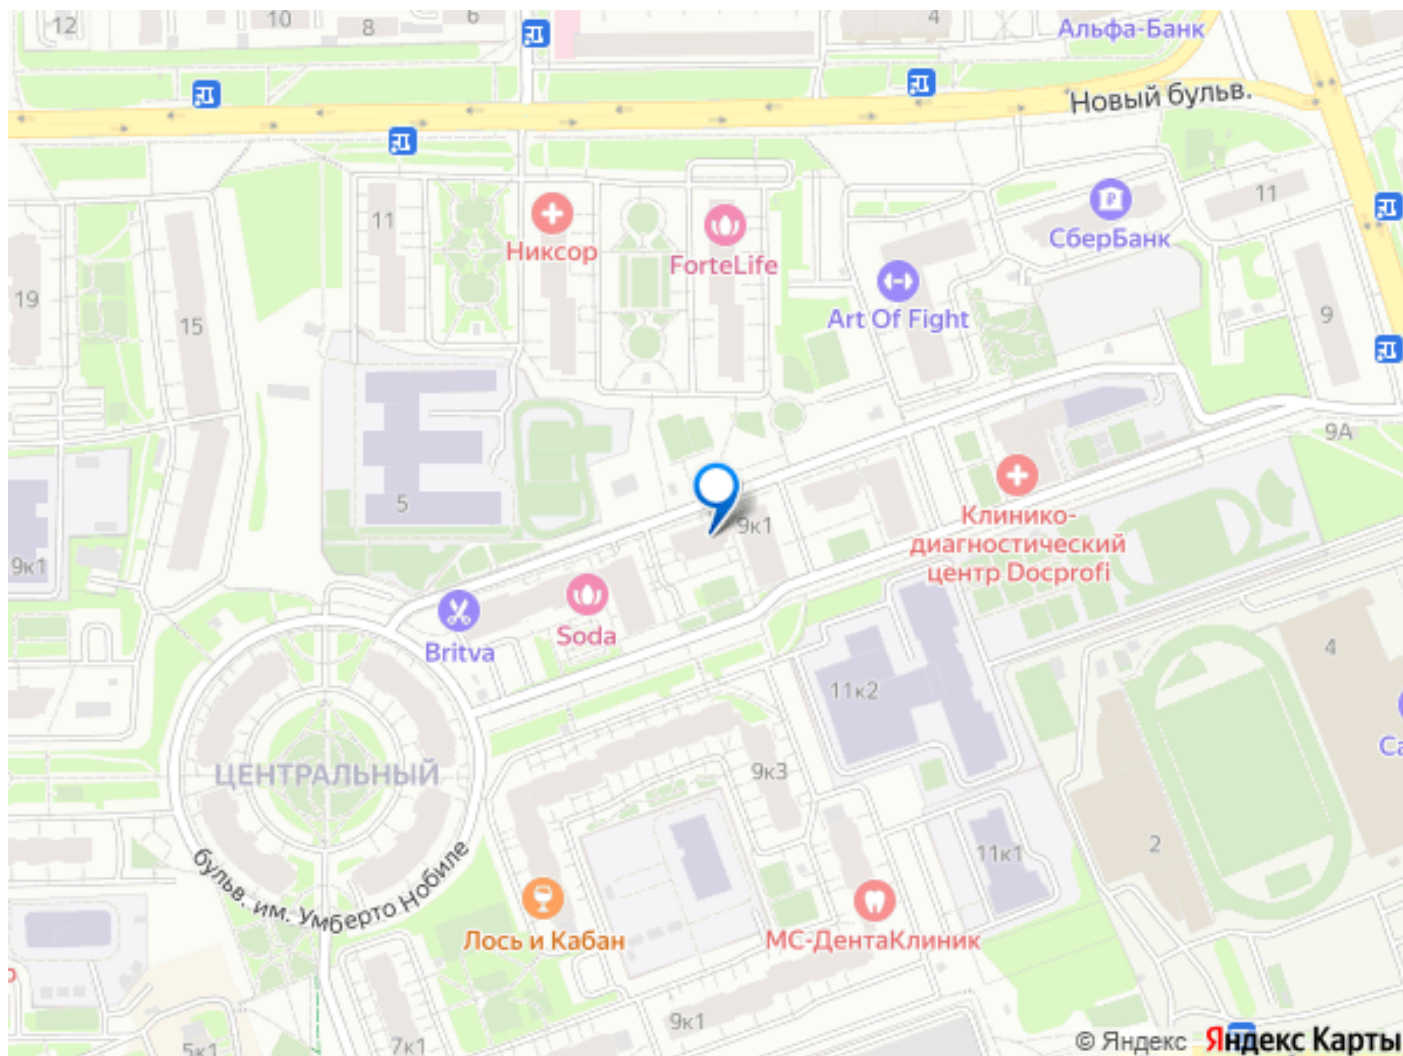 12
10
8
6
4
Альфа-Банк
Новый бульв.
11
Никсор
ForteLife
СберБанк
11
Art Of Fight
19
15
9
9А
5
9к1
Клинико-
диагностический
центр Docprofi
9к1
Britva
Soda
4
11к2
ЦЕНТРАЛЬНЫЙ
9к3
Са
2
11к1
бульв. им. Умберто Нобиле
Лось и Кабан
МС-ДентаКлиник
9к1
7к1
5к1
© Яндекс Яндекс Карты